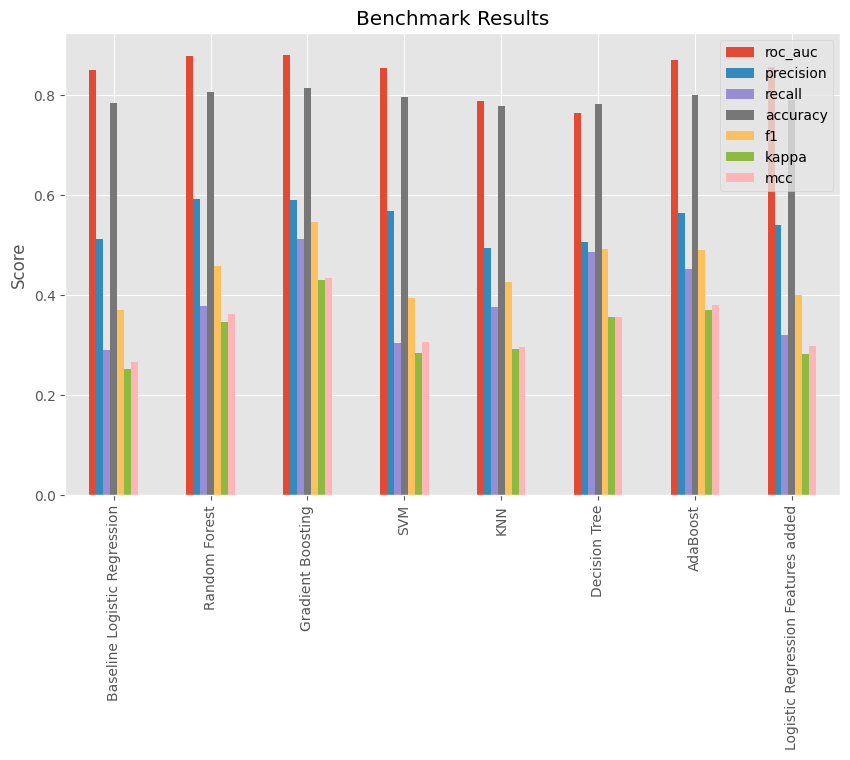 Benchmark Results
roc_auc
precision
recall
accuracy
f1
kappa
mcc
Score
0.8
0.6
0.4
0.2
0.0
Baseline Logistic Regression
Random Forest
Gradient Boosting
SVM
KNN
Decision Tree
AdaBoost
Logistic Regression Features added